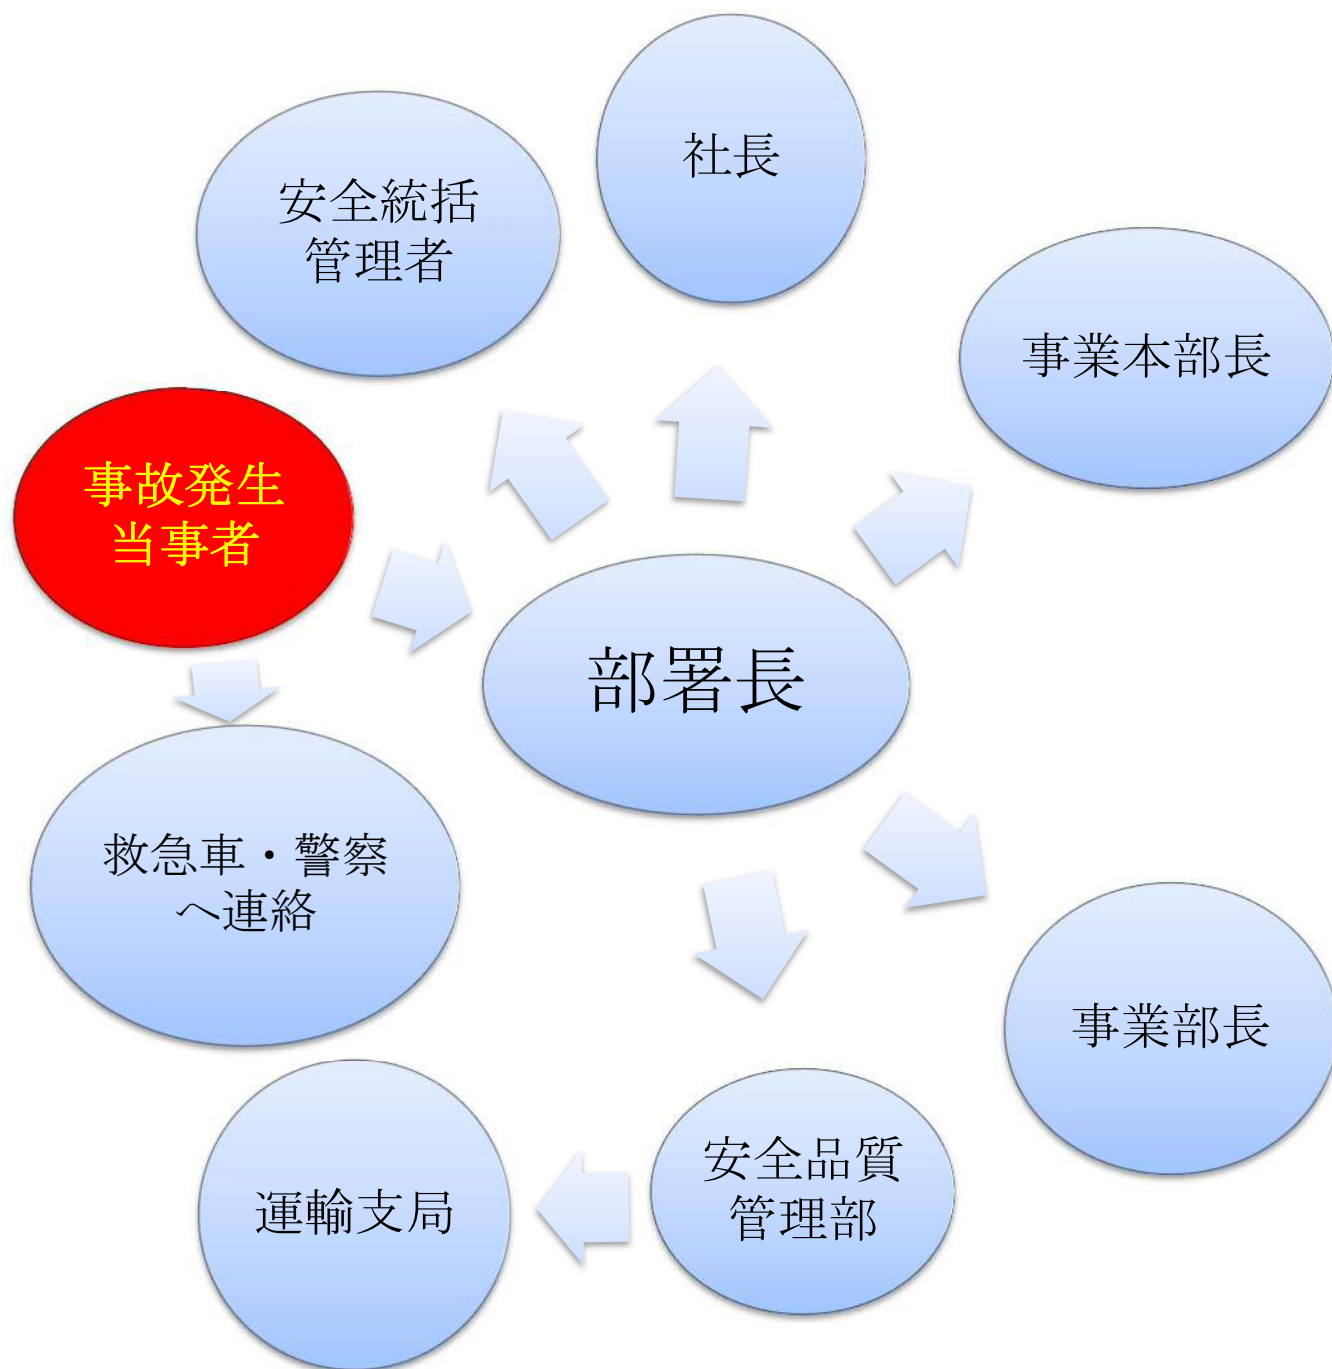 社長
安全統括
管理者
事業本部長
事故発生
当事者
部署長
救急車・警察
へ連絡
事業部長
安全品質
管理部
運輸支局